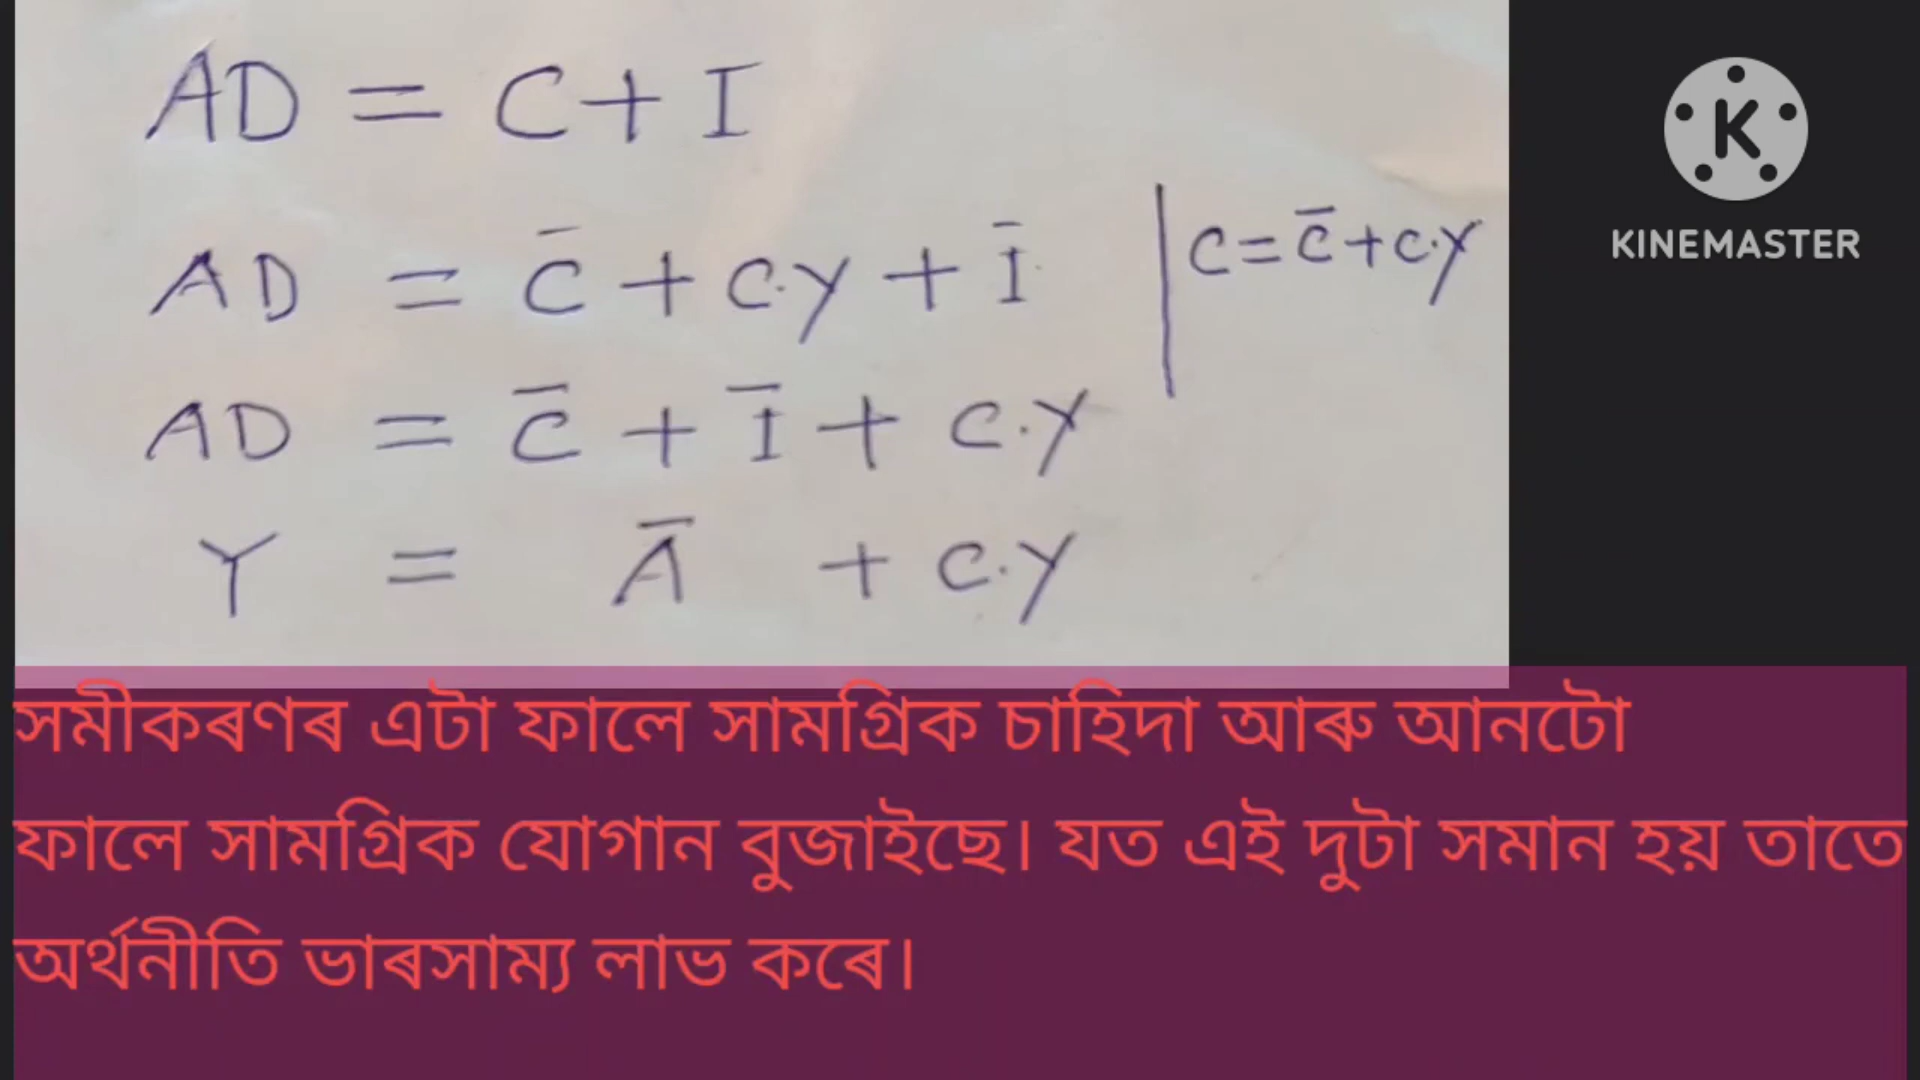 AD = C + I
AD = C̄ + c.y + Ī | C = C̄ + c.y
AD = C̄ + Ī + c.y
Y = Ā + c.y
KINEMASTER
সমীকৰণৰ এটা ফালে সামগ্ৰিক চাহিদা আৰু আনটো
ফালে সামগ্ৰিক যোগান বুজাইছে। যত এই দুটা সমান হয় তাতে
অৰ্থনীতি ভাৰসাম্য লাভ কৰে।